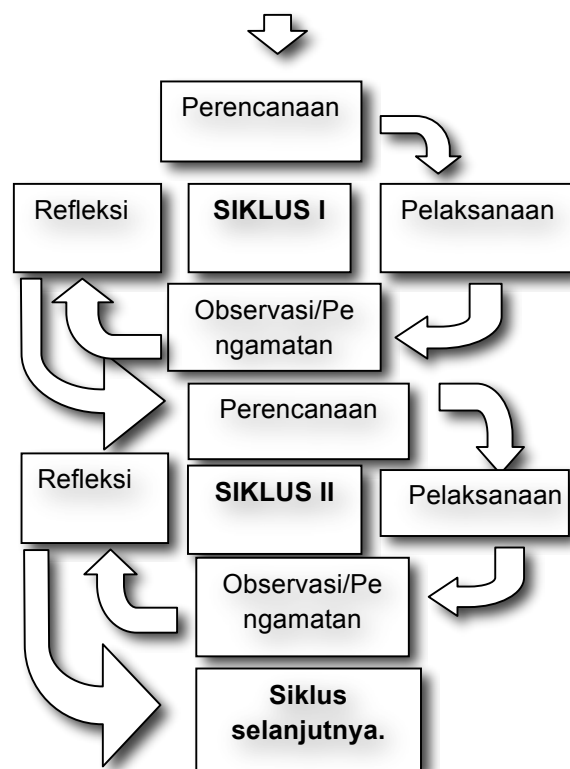 Perencanaan
Refleksi
SIKLUS I
Pelaksanaan
Observasi/Pe
ngamatan
Perencanaan
Refleksi
SIKLUS II
Pelaksanaan
Observasi/Pe
ngamatan
Siklus
selanjutnya.